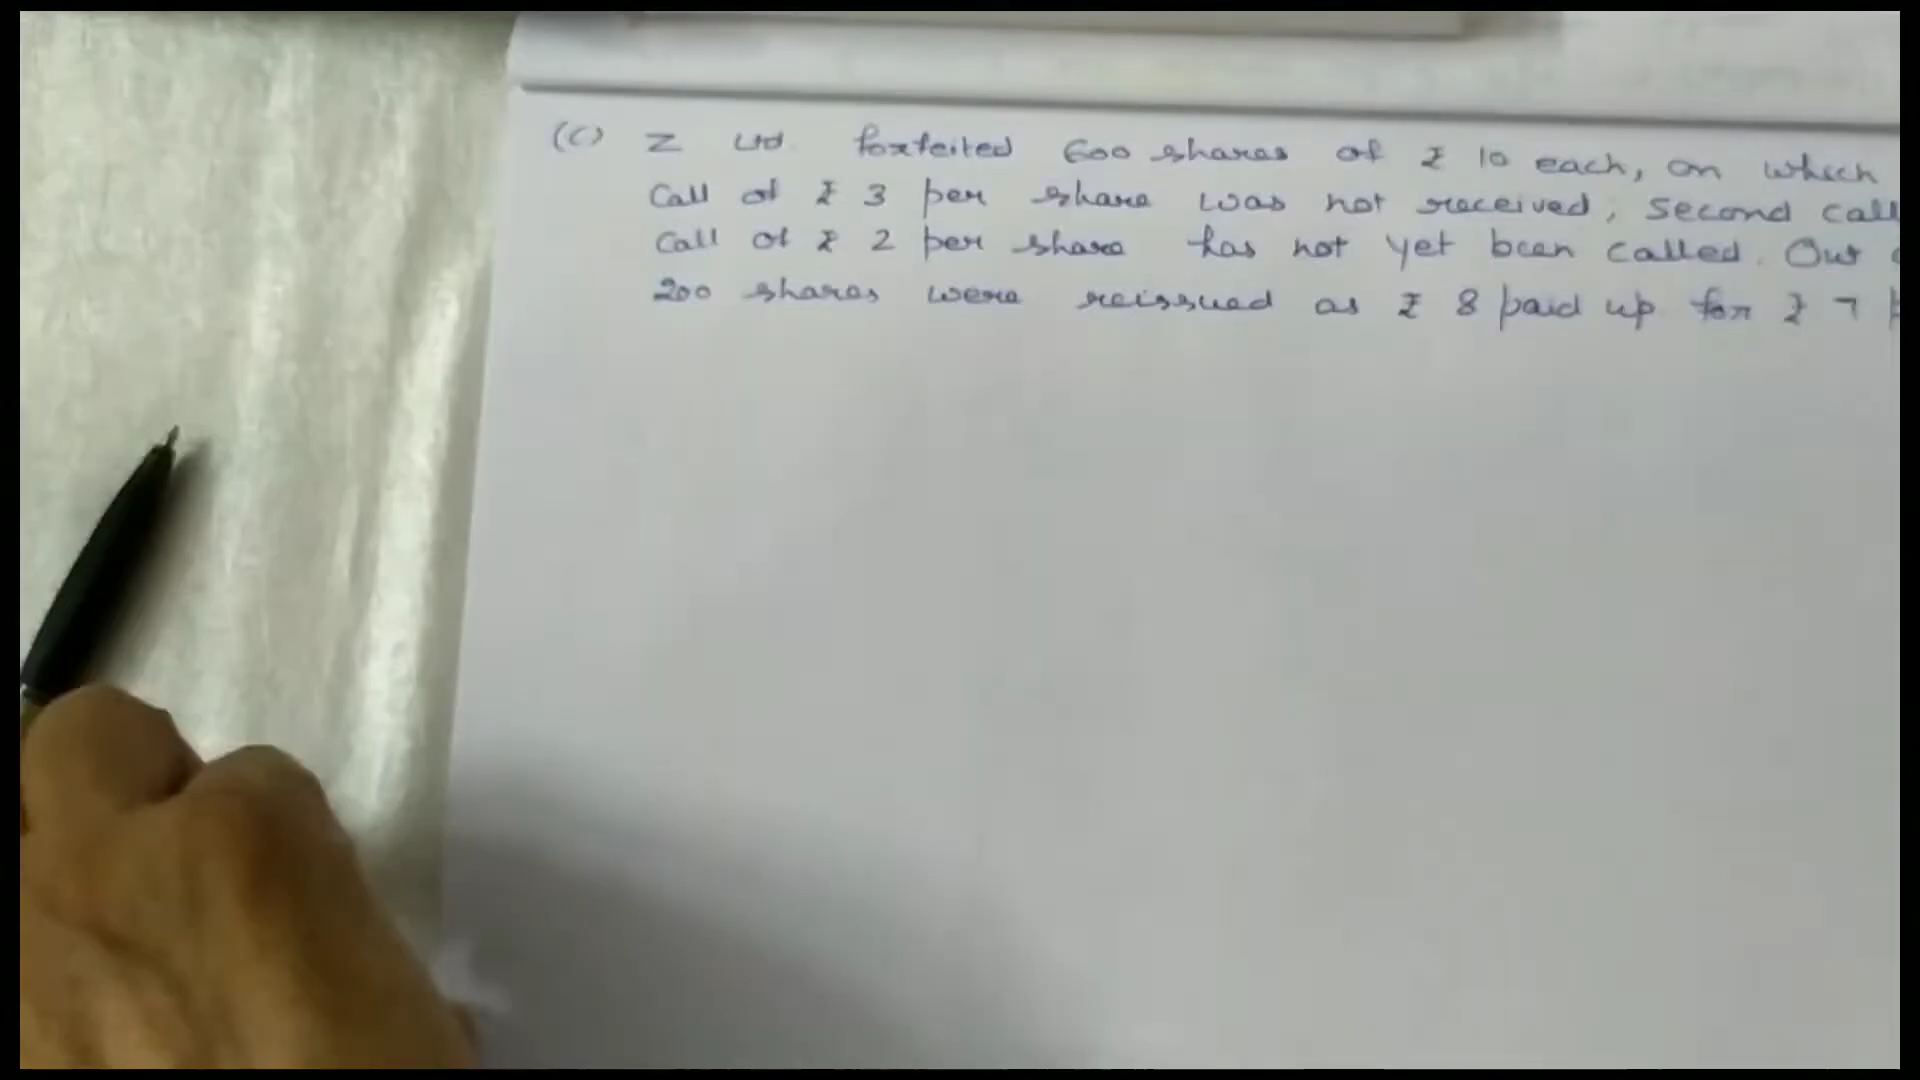 (C) Z Ltd. forfeited 600 shares of ₹ 10 each, on which
Call of ₹ 3 per share was not received, Second call
Call of ₹ 2 per share has not yet been called. Out
200 shares were reissued as ₹ 8 paid up for ₹ 7